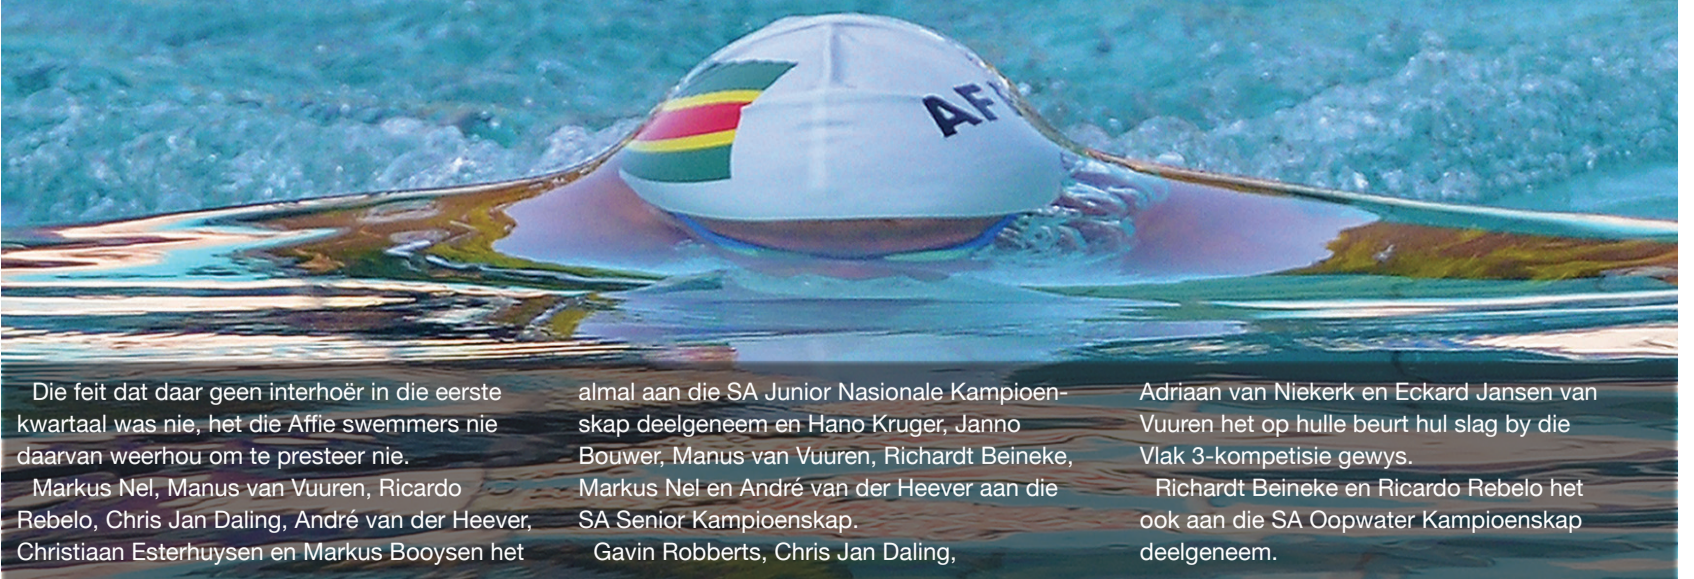 AF
Die feit dat daar geen interhoër in die eerste
kwartaal was nie, het die Affie swemmers nie
daarvan weerhou om te presteer nie.
Markus Nel, Manus van Vuuren, Ricardo
Rebelo, Chris Jan Daling, André van der Heever,
Christiaan Esterhuysen en Markus Booysen het
almal aan die SA Junior Nasionale Kampioen-
skap deelgeneem en Hano Kruger, Janno
Bouwer, Manus van Vuuren, Richardt Beineke,
Markus Nel en André van der Heever aan die
SA Senior Kampioenskap.
Gavin Robberts, Chris Jan Daling,
Adriaan van Niekerk en Eckard Jansen van
Vuuren het op hulle beurt hul slag by die
Vlak 3-kompetisie gewys.
Richardt Beineke en Ricardo Rebelo het
ook aan die SA Oopwater Kampioenskap
deelgeneem.